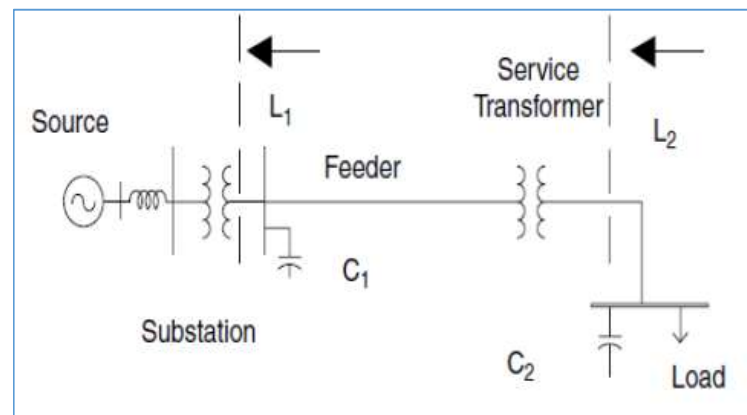 Service
Transformer
L1
L2
Source
Feeder
C1
Substation
C2
Load